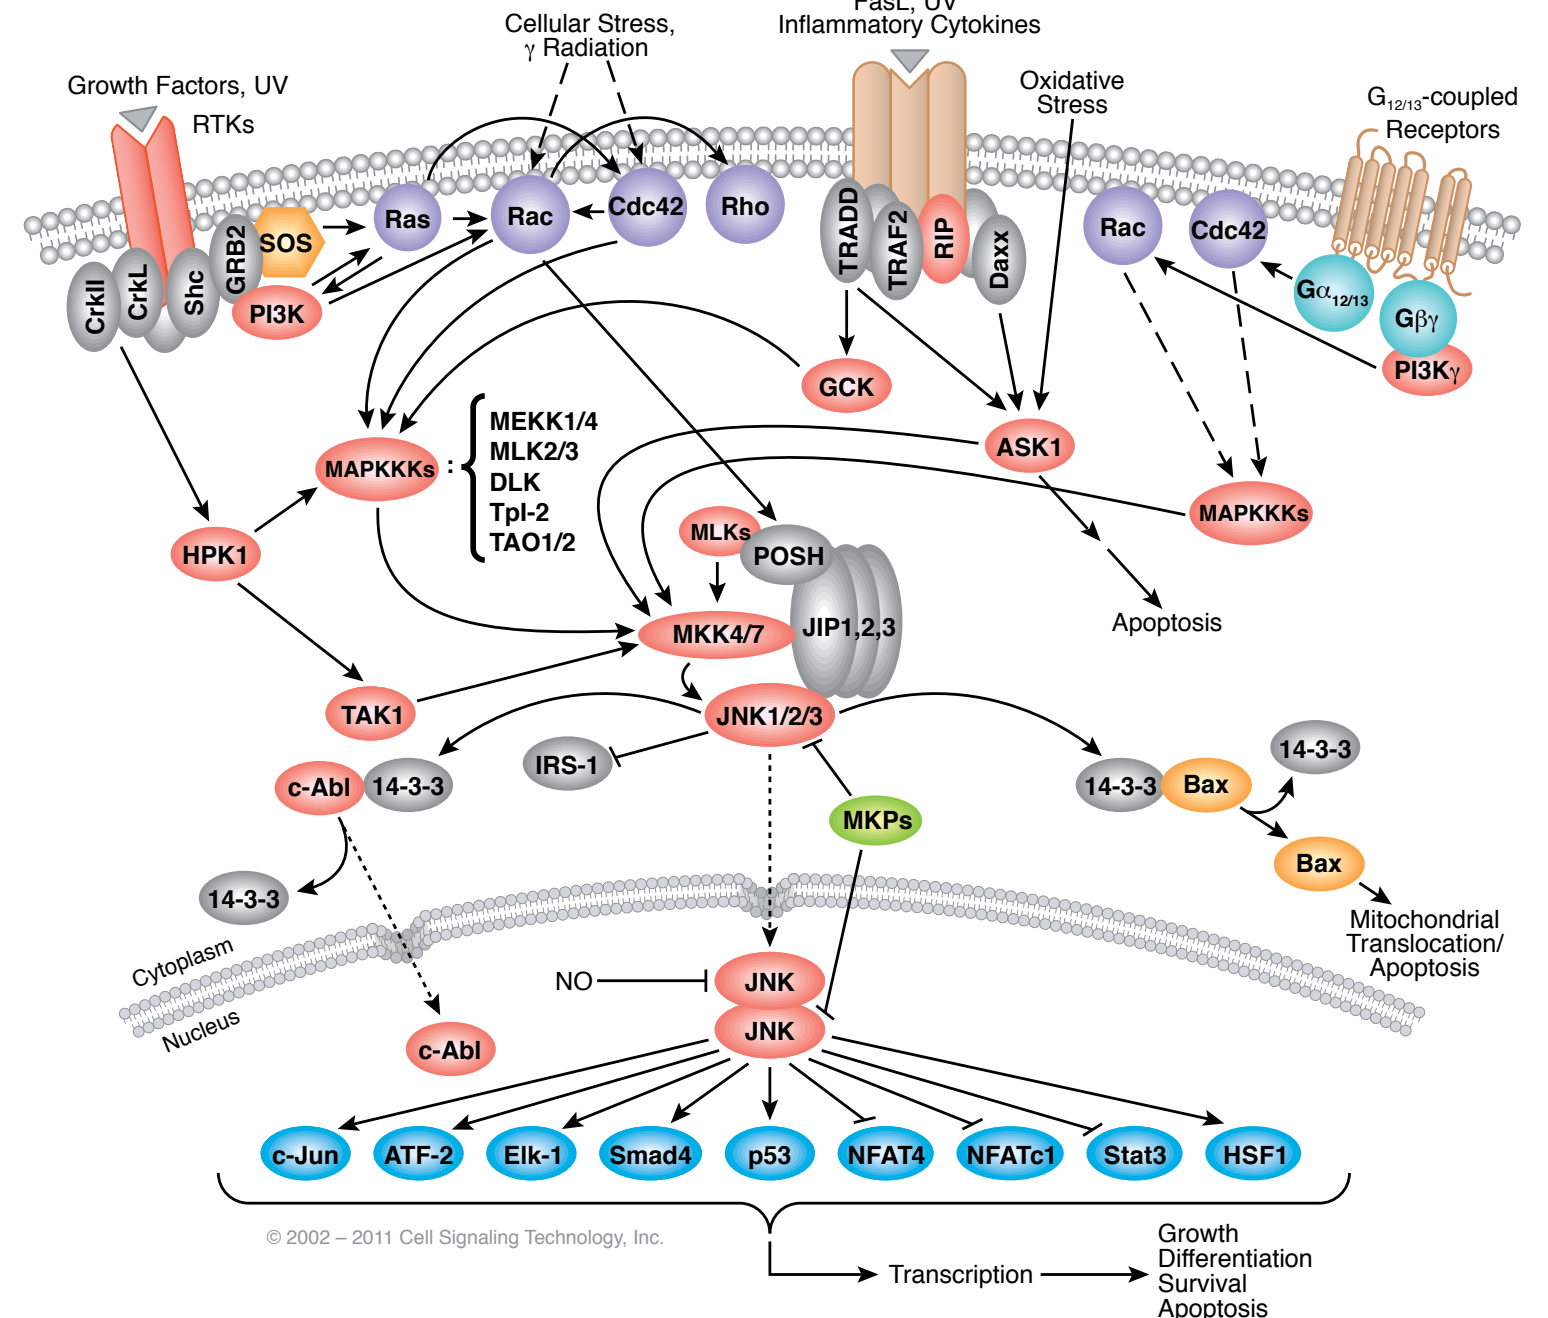 FasL, UV
Inflammatory Cytokines
Cellular Stress,
γ Radiation
Growth Factors, UV
RTKs
Oxidative
Stress
G12/13-coupled
Receptors
Ras
Rac
Cdc42
Rho
Rac
Cdc42
SOS
GRB2
Shc
CrkL
CrkII
PI3K
TRADD
TRAF2
RIP
Daxx
Gα12/13
Gβγ
PI3Kγ
GCK
ASK1
MAPKKKs
:
MEKK1/4
MLK2/3
DLK
Tpl-2
TAO1/2
MAPKKKs
HPK1
MLKs
POSH
MKK4/7
JIP1,2,3
Apoptosis
TAK1
JNK1/2/3
IRS-1
c-Abl
14-3-3
14-3-3
Bax
14-3-3
MKPs
Bax
14-3-3
Mitochondrial
Translocation/
Apoptosis
Cytoplasm
Nucleus
NO
JNK
JNK
c-Abl
c-Jun
ATF-2
Elk-1
Smad4
p53
NFAT4
NFATc1
Stat3
HSF1
© 2002 – 2011 Cell Signaling Technology, Inc.
Transcription
Growth
Differentiation
Survival
Apoptosis